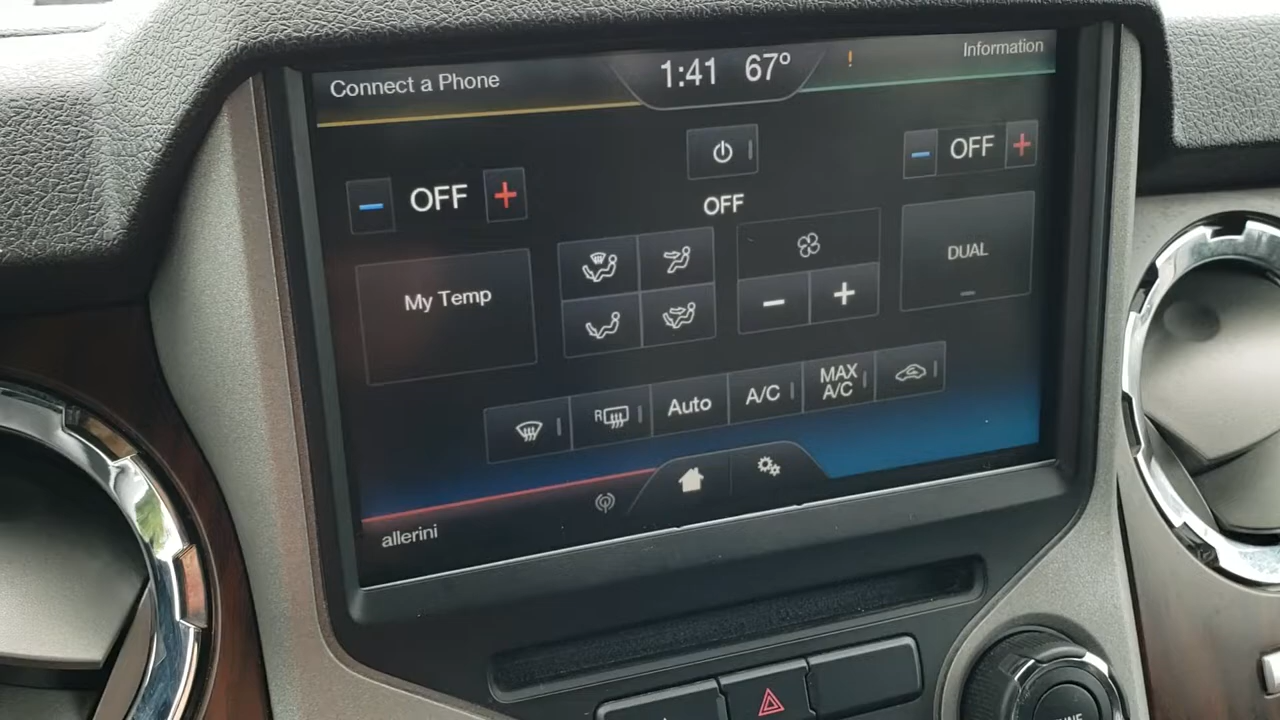 Connect a Phone
1:41 67°
!
Information
OFF
OFF
OFF
My Temp
DUAL
R
Auto
A/C
MAX
A/C
allerini